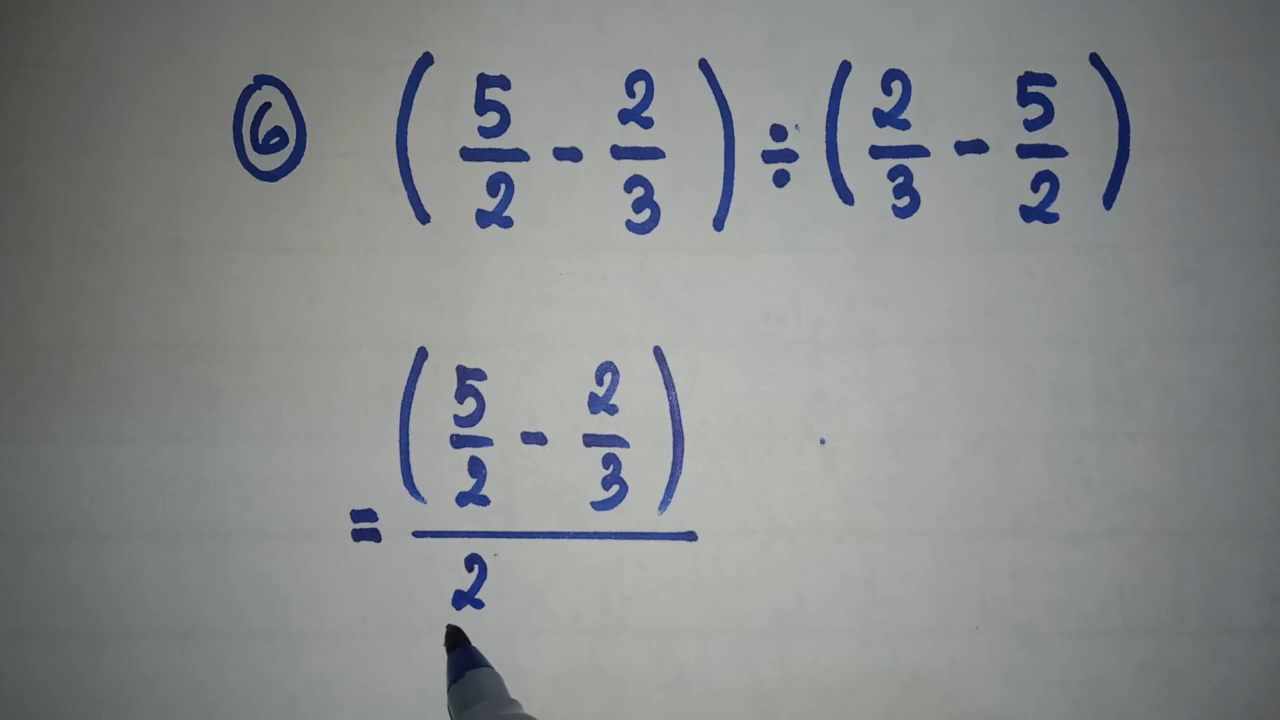 ⑥ ( 5/2 - 2/3 ) ÷ ( 2/3 - 5/2 )
= ( 5/2 - 2/3 )
2